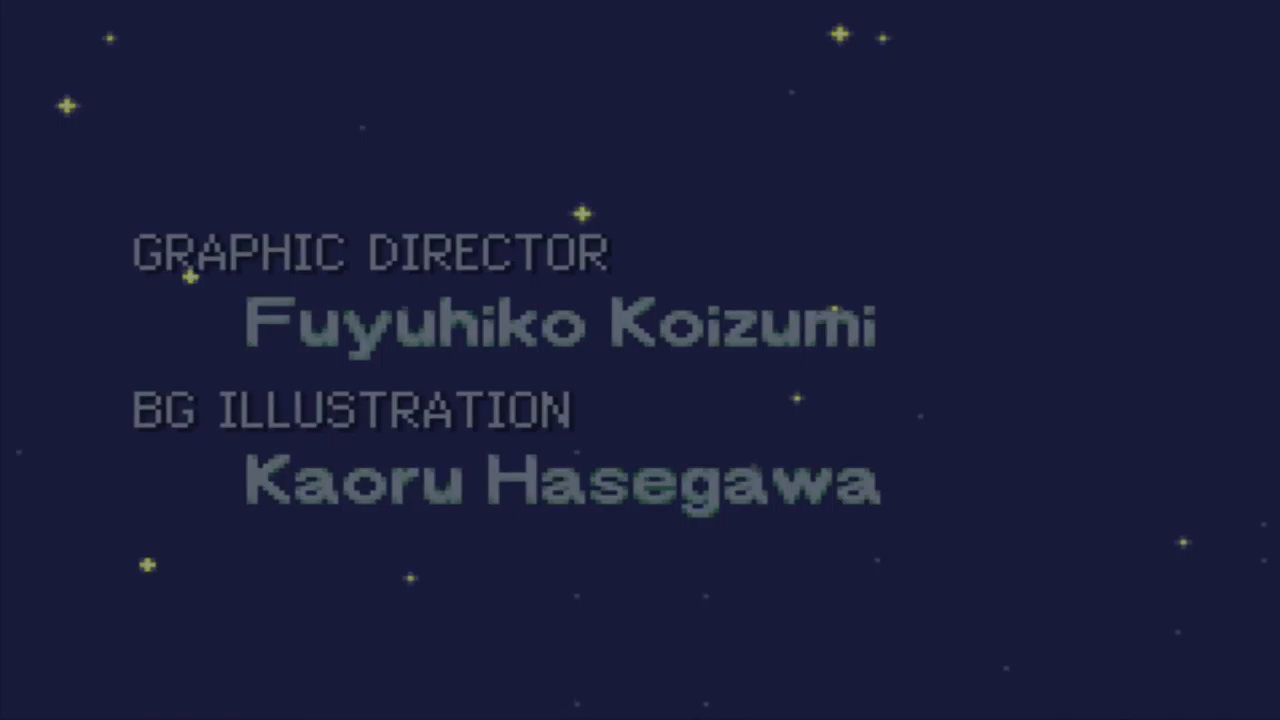 GRAPHIC DIRECTOR
Fuyuhiko Koizumi
BG ILLUSTRATION
Kaoru Hasegawa